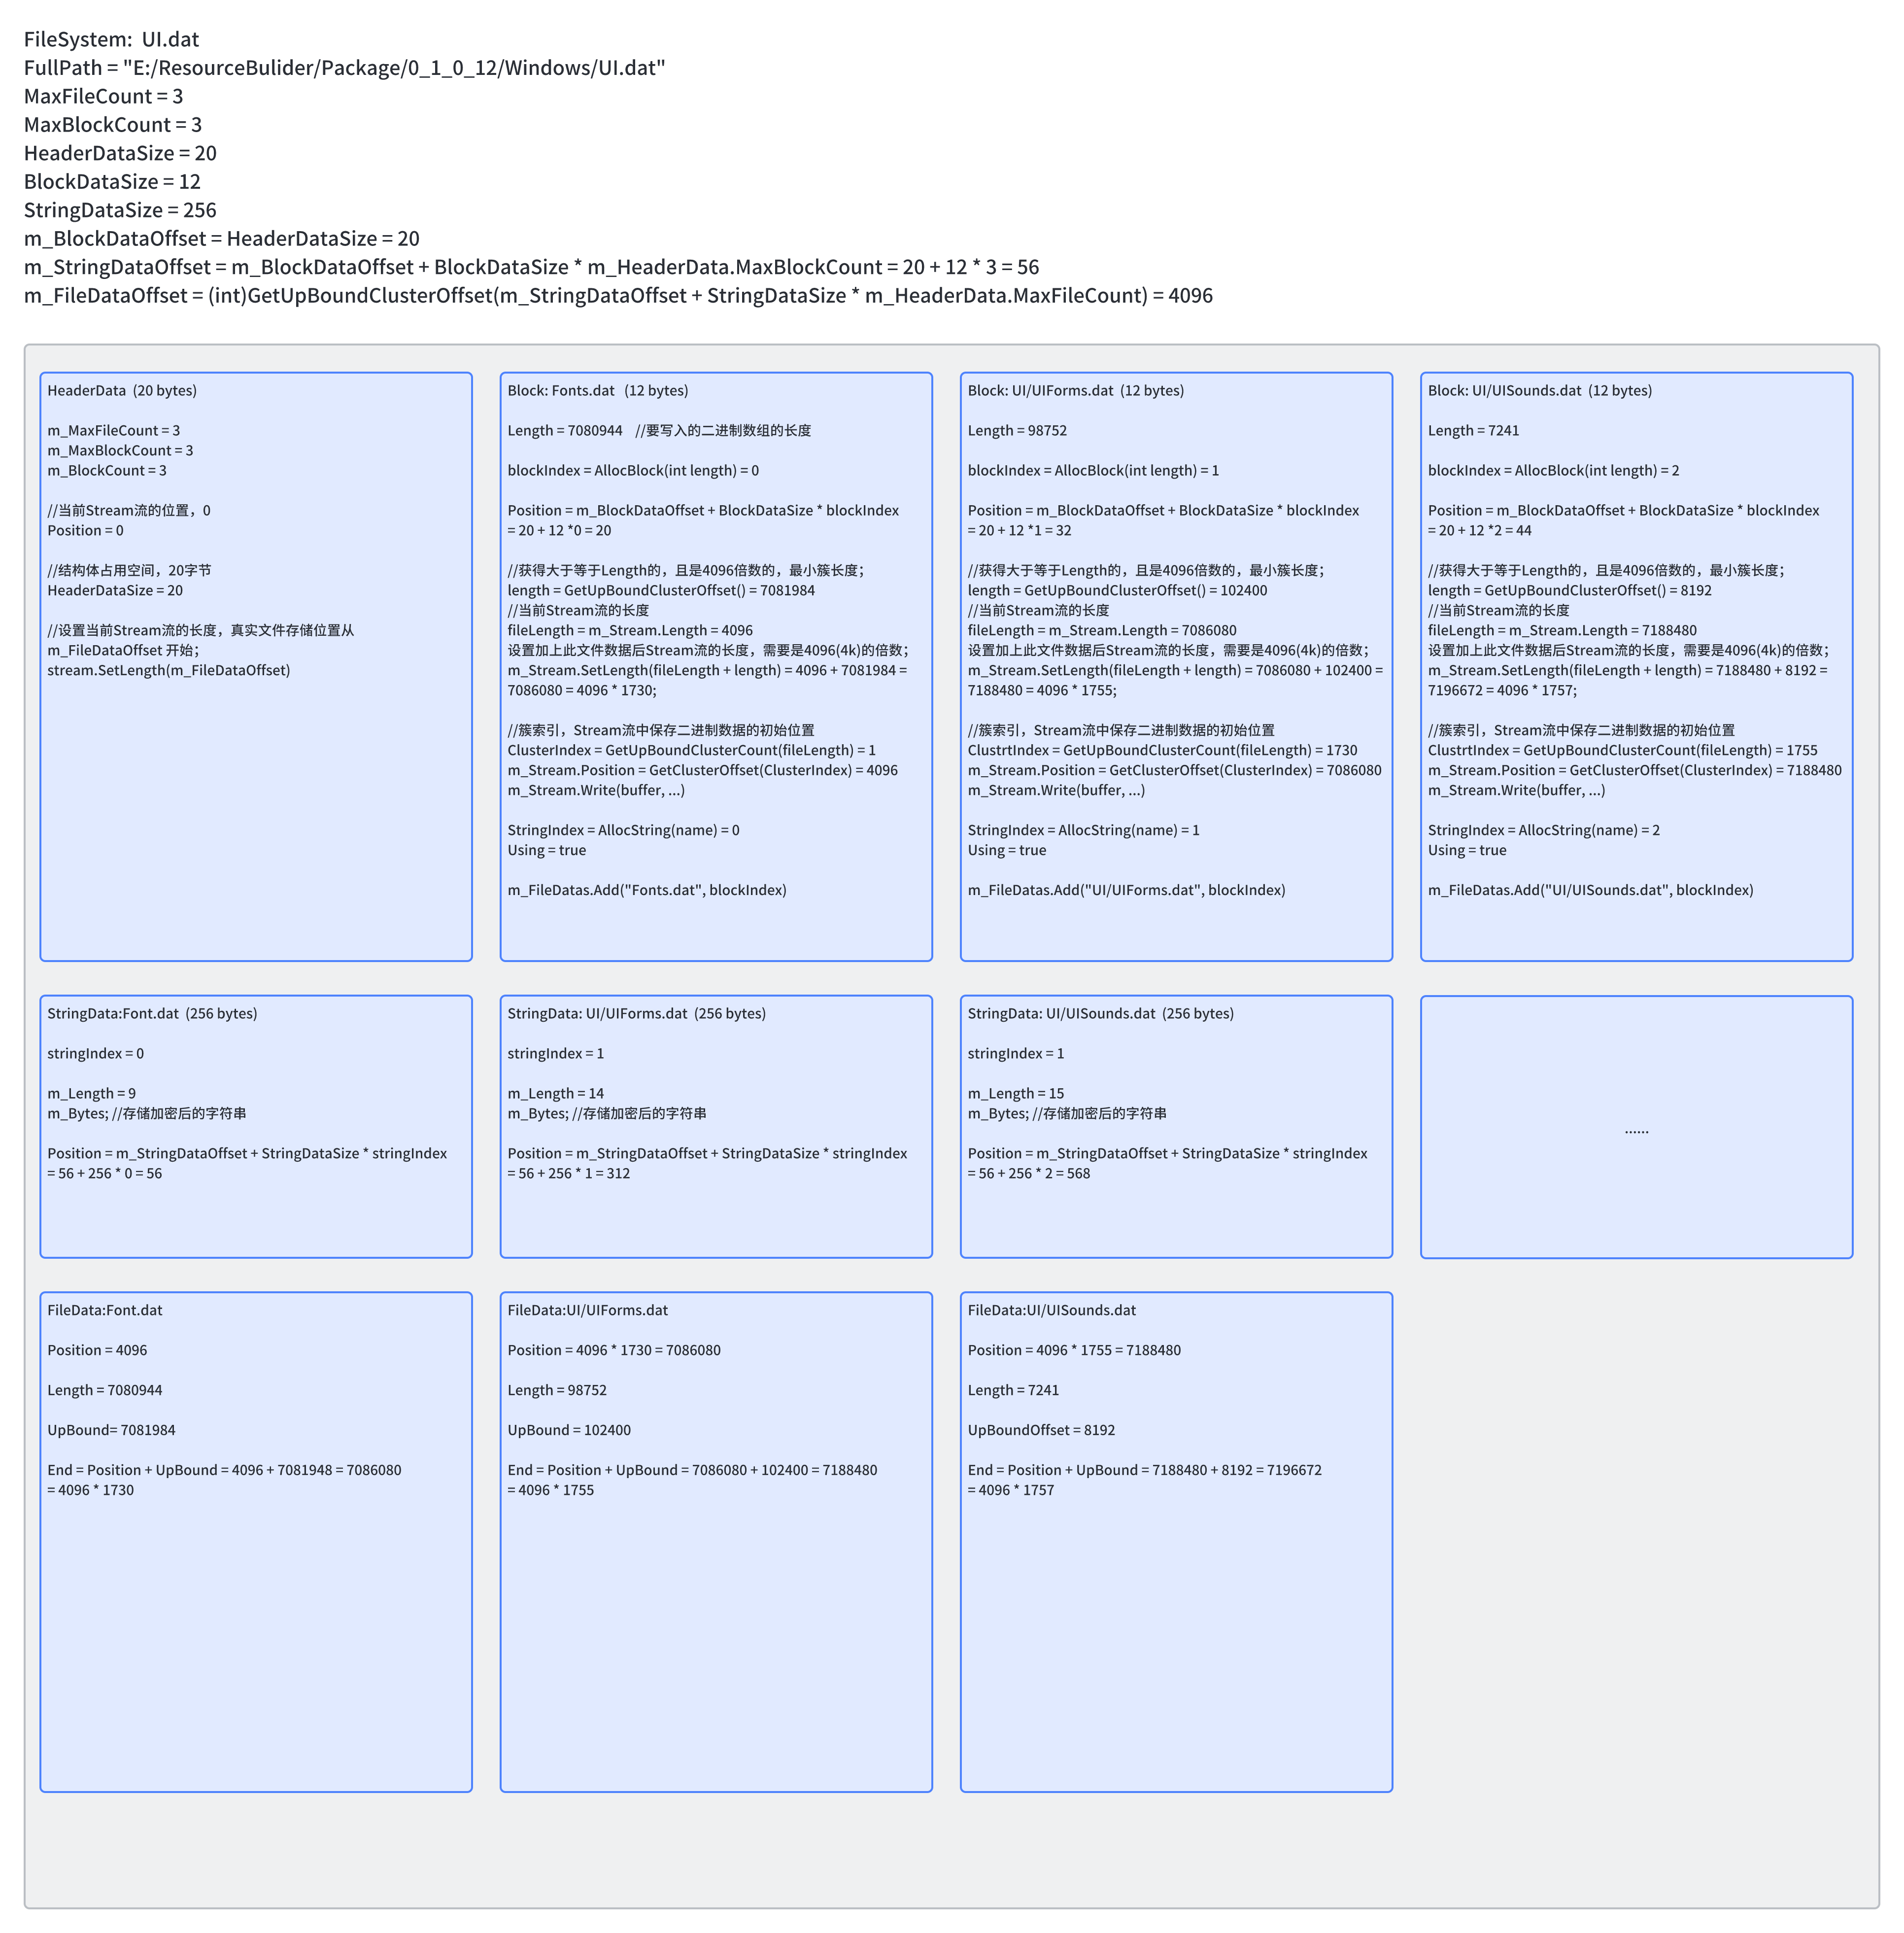 FileSystem:  UI.dat
FullPath = "E:/ResourceBulider/Package/0_1_0_12/Windows/UI.dat"
MaxFileCount = 3
MaxBlockCount = 3
HeaderDataSize = 20
BlockDataSize = 12
StringDataSize = 256
m_BlockDataOffset = HeaderDataSize = 20
m_StringDataOffset = m_BlockDataOffset + BlockDataSize * m_HeaderData.MaxBlockCount = 20 + 12 * 3 = 56
m_FileDataOffset = (int)GetUpBoundClusterOffset(m_StringDataOffset + StringDataSize * m_HeaderData.MaxFileCount) = 4096
HeaderData  (20 bytes)
m_MaxFileCount = 3
m_MaxBlockCount = 3
m_BlockCount = 3
//当前Stream流的位置，0
Position = 0
//结构体占用空间，20字节
HeaderDataSize = 20
//设置当前Stream流的长度，真实文件存储位置从
m_FileDataOffset 开始；
stream.SetLength(m_FileDataOffset)
Block: Fonts.dat   (12 bytes)
Length = 7080944    //要写入的二进制数组的长度
blockIndex = AllocBlock(int length) = 0
Position = m_BlockDataOffset + BlockDataSize * blockIndex
= 20 + 12 *0 = 20
//获得大于等于Length的，且是4096倍数的，最小簇长度；
length = GetUpBoundClusterOffset() = 7081984
//当前Stream流的长度
fileLength = m_Stream.Length = 4096
设置加上此文件数据后Stream流的长度，需要是4096(4k)的倍数；
m_Stream.SetLength(fileLength + length) = 4096 + 7081984 =
7086080 = 4096 * 1730;
//簇索引，Stream流中保存二进制数据的初始位置
ClusterIndex = GetUpBoundClusterCount(fileLength) = 1
m_Stream.Position = GetClusterOffset(ClusterIndex) = 4096
m_Stream.Write(buffer, ...)
StringIndex = AllocString(name) = 0
Using = true
m_FileDatas.Add("Fonts.dat", blockIndex)
Block: UI/UIForms.dat  (12 bytes)
Length = 98752
blockIndex = AllocBlock(int length) = 1
Position = m_BlockDataOffset + BlockDataSize * blockIndex
= 20 + 12 *1 = 32
//获得大于等于Length的，且是4096倍数的，最小簇长度；
length = GetUpBoundClusterOffset() = 102400
//当前Stream流的长度
fileLength = m_Stream.Length = 7086080
设置加上此文件数据后Stream流的长度，需要是4096(4k)的倍数；
m_Stream.SetLength(fileLength + length) = 7086080 + 102400 =
7188480 = 4096 * 1755;
//簇索引，Stream流中保存二进制数据的初始位置
ClustrtIndex = GetUpBoundClusterCount(fileLength) = 1730
m_Stream.Position = GetClusterOffset(ClusterIndex) = 7086080
m_Stream.Write(buffer, ...)
StringIndex = AllocString(name) = 1
Using = true
m_FileDatas.Add("UI/UIForms.dat", blockIndex)
Block: UI/UISounds.dat  (12 bytes)
Length = 7241
blockIndex = AllocBlock(int length) = 2
Position = m_BlockDataOffset + BlockDataSize * blockIndex
= 20 + 12 *2 = 44
//获得大于等于Length的，且是4096倍数的，最小簇长度；
length = GetUpBoundClusterOffset() = 8192
//当前Stream流的长度
fileLength = m_Stream.Length = 7188480
设置加上此文件数据后Stream流的长度，需要是4096(4k)的倍数；
m_Stream.SetLength(fileLength + length) = 7188480 + 8192 =
7196672 = 4096 * 1757;
//簇索引，Stream流中保存二进制数据的初始位置
ClustrtIndex = GetUpBoundClusterCount(fileLength) = 1755
m_Stream.Position = GetClusterOffset(ClusterIndex) = 7188480
m_Stream.Write(buffer, ...)
StringIndex = AllocString(name) = 2
Using = true
m_FileDatas.Add("UI/UISounds.dat", blockIndex)
StringData:Font.dat  (256 bytes)
stringIndex = 0
m_Length = 9
m_Bytes; //存储加密后的字符串
Position = m_StringDataOffset + StringDataSize * stringIndex
= 56 + 256 * 0 = 56
StringData: UI/UIForms.dat  (256 bytes)
stringIndex = 1
m_Length = 14
m_Bytes; //存储加密后的字符串
Position = m_StringDataOffset + StringDataSize * stringIndex
= 56 + 256 * 1 = 312
StringData: UI/UISounds.dat  (256 bytes)
stringIndex = 1
m_Length = 15
m_Bytes; //存储加密后的字符串
Position = m_StringDataOffset + StringDataSize * stringIndex
= 56 + 256 * 2 = 568
......
FileData:Font.dat
Position = 4096
Length = 7080944
UpBound= 7081984
End = Position + UpBound = 4096 + 7081948 = 7086080
= 4096 * 1730
FileData:UI/UIForms.dat
Position = 4096 * 1730 = 7086080
Length = 98752
UpBound = 102400
End = Position + UpBound = 7086080 + 102400 = 7188480
= 4096 * 1755
FileData:UI/UISounds.dat
Position = 4096 * 1755 = 7188480
Length = 7241
UpBoundOffset = 8192
End = Position + UpBound = 7188480 + 8192 = 7196672
= 4096 * 1757